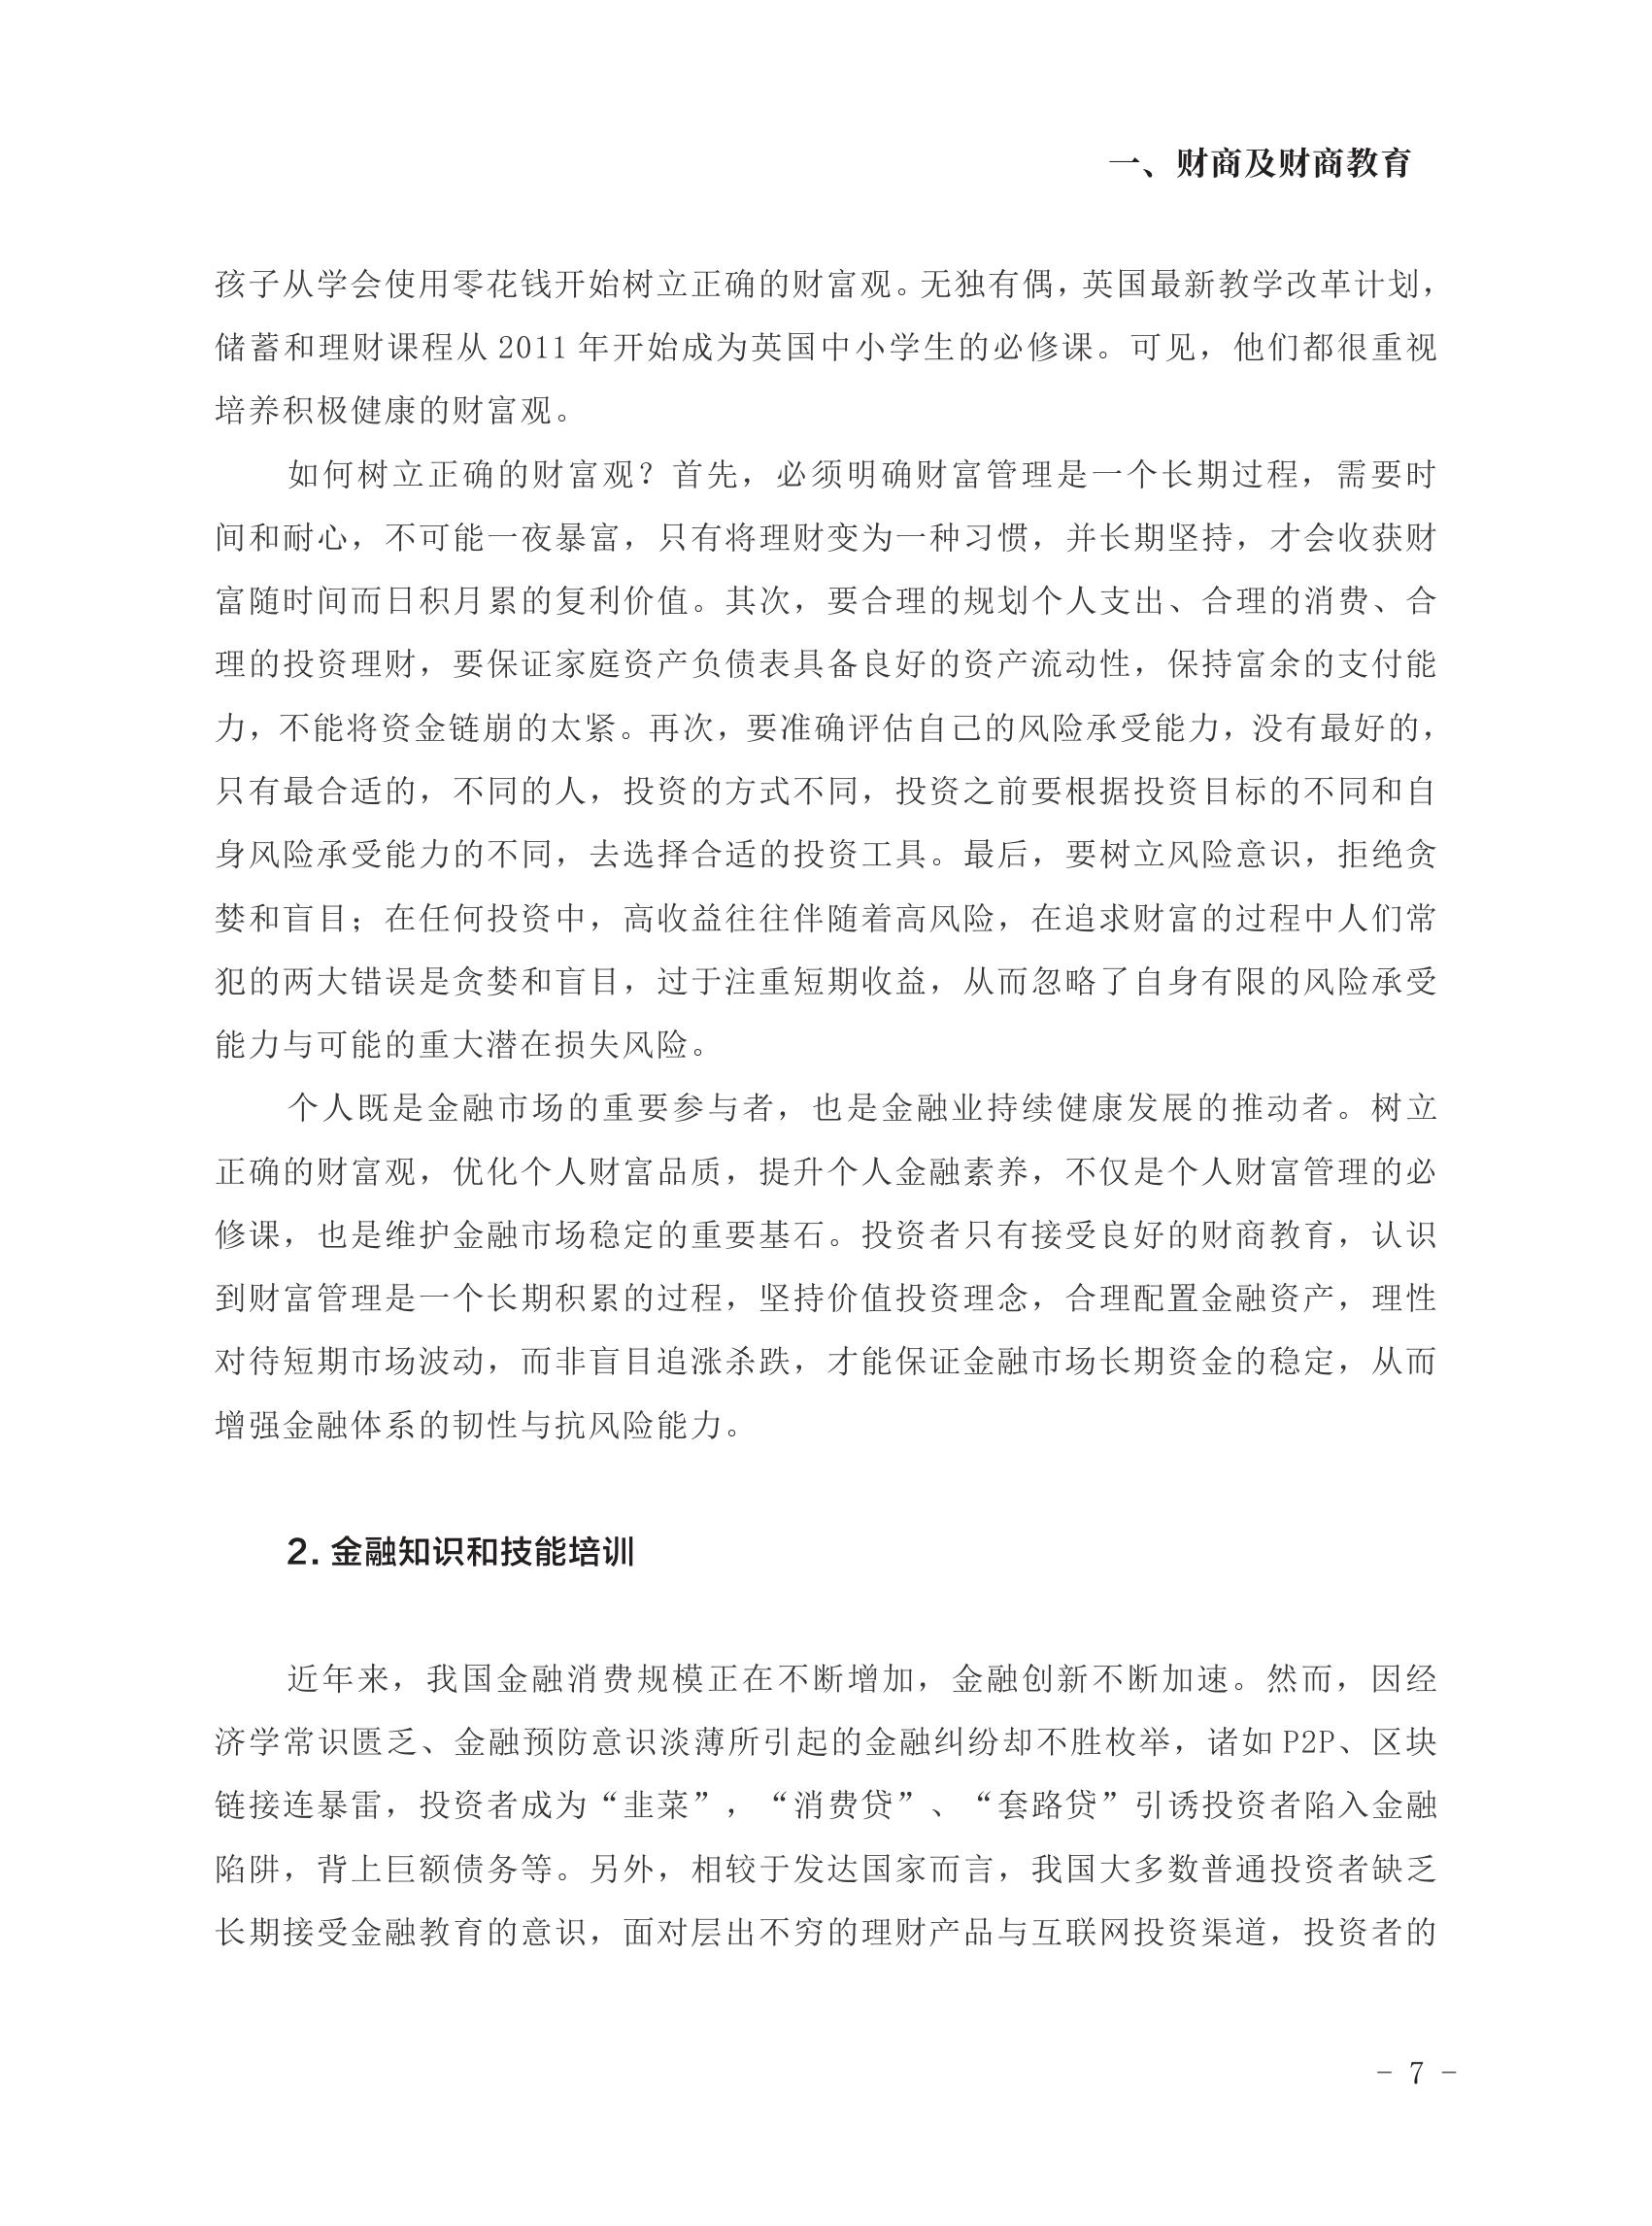 一、财商及财商教育
孩子从学会使用零花钱开始树立正确的财富观。无独有偶，英国最新教学改革计划，
储蓄和理财课程从 2011 年开始成为英国中小学生的必修课。可见，他们都很重视
培养积极健康的财富观。
如何树立正确的财富观？首先，必须明确财富管理是一个长期过程，需要时
间和耐心，不可能一夜暴富，只有将理财变为一种习惯，并长期坚持，才会收获财
富随时间而日积月累的复利价值。其次，要合理的规划个人支出、合理的消费、合
理的投资理财，要保证家庭资产负债表具备良好的资产流动性，保持富余的支付能
力，不能将资金链崩的太紧。再次，要准确评估自己的风险承受能力，没有最好的，
只有最合适的，不同的人，投资的方式不同，投资之前要根据投资目标的不同和自
身风险承受能力的不同，去选择合适的投资工具。最后，要树立风险意识，拒绝贪
婪和盲目；在任何投资中，高收益往往伴随着高风险，在追求财富的过程中人们常
犯的两大错误是贪婪和盲目，过于注重短期收益，从而忽略了自身有限的风险承受
能力与可能的重大潜在损失风险。
个人既是金融市场的重要参与者，也是金融业持续健康发展的推动者。树立
正确的财富观，优化个人财富品质，提升个人金融素养，不仅是个人财富管理的必
修课，也是维护金融市场稳定的重要基石。投资者只有接受良好的财商教育，认识
到财富管理是一个长期积累的过程，坚持价值投资理念，合理配置金融资产，理性
对待短期市场波动，而非盲目追涨杀跌，才能保证金融市场长期资金的稳定，从而
增强金融体系的韧性与抗风险能力。
2. 金融知识和技能培训
近年来，我国金融消费规模正在不断增加，金融创新不断加速。然而，因经
济学常识匮乏、金融预防意识淡薄所引起的金融纠纷却不胜枚举，诸如 P2P、区块
链接连暴雷，投资者成为“韭菜”，“消费贷”、“套路贷”引诱投资者陷入金融
陷阱，背上巨额债务等。另外，相较于发达国家而言，我国大多数普通投资者缺乏
长期接受金融教育的意识，面对层出不穷的理财产品与互联网投资渠道，投资者的
- 7 -